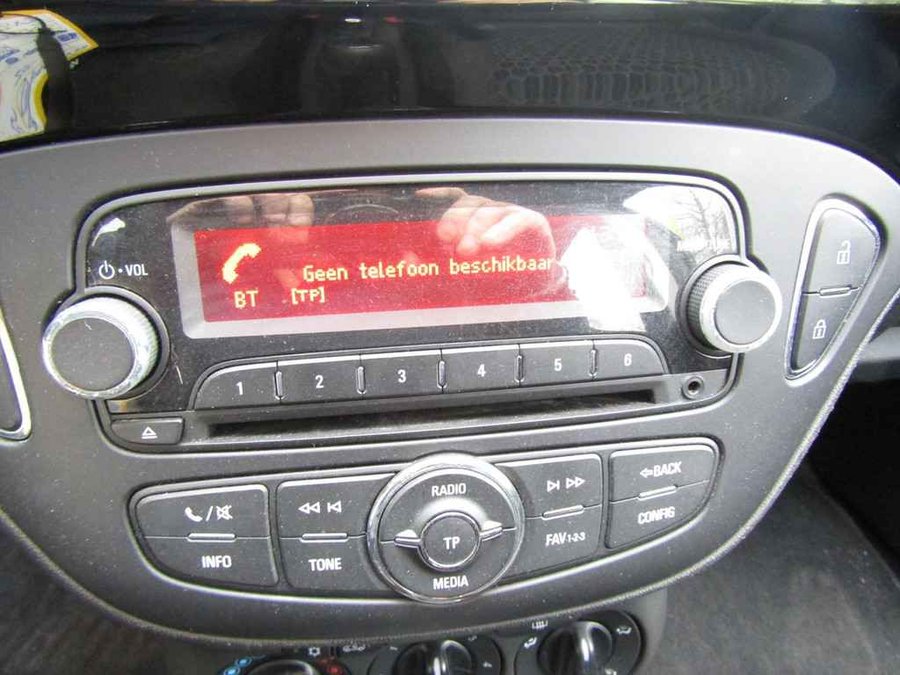 VOL
Geen telefoon beschikbaar
BT [TP]
1 2 3 4 5 6
BACK
RADIO
CONFIG
INFO
TONE
TP
FAV1-2-3
MEDIA